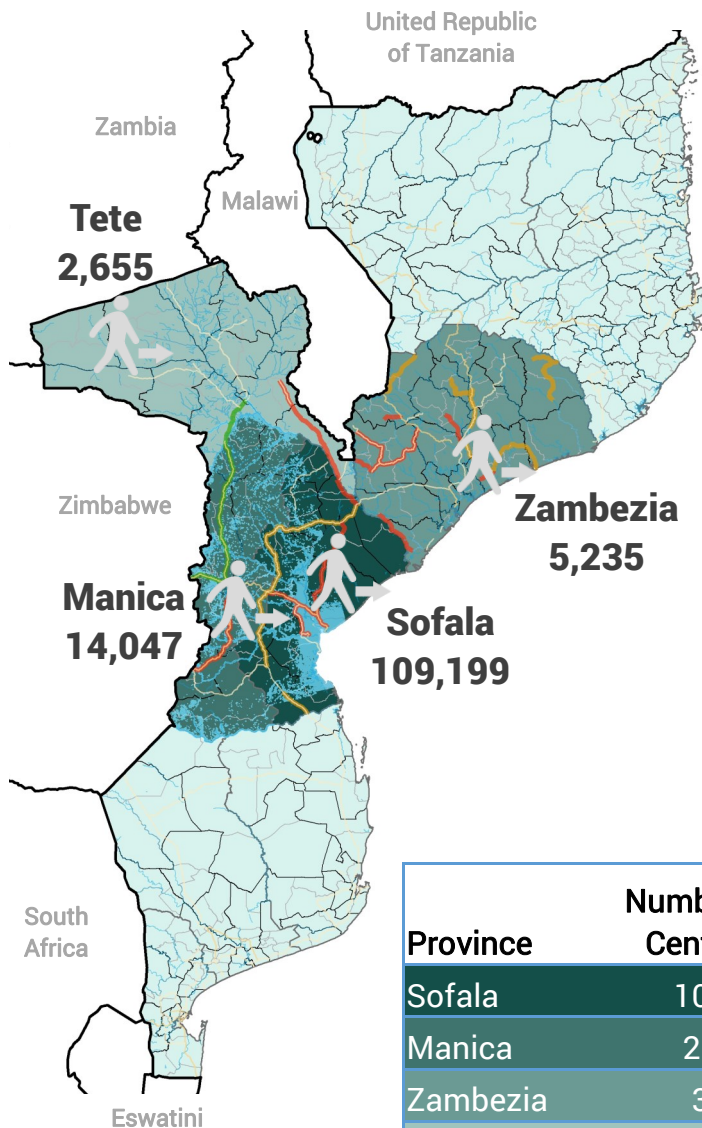 United Republic
of Tanzania
Zambia
Malawi
Tete
2,655
Zimbabwe
Zambezia
5,235
Manica
14,047
Sofala
109,199
South
Africa
Eswatini
Province
Sofala
Manica
Zambezia